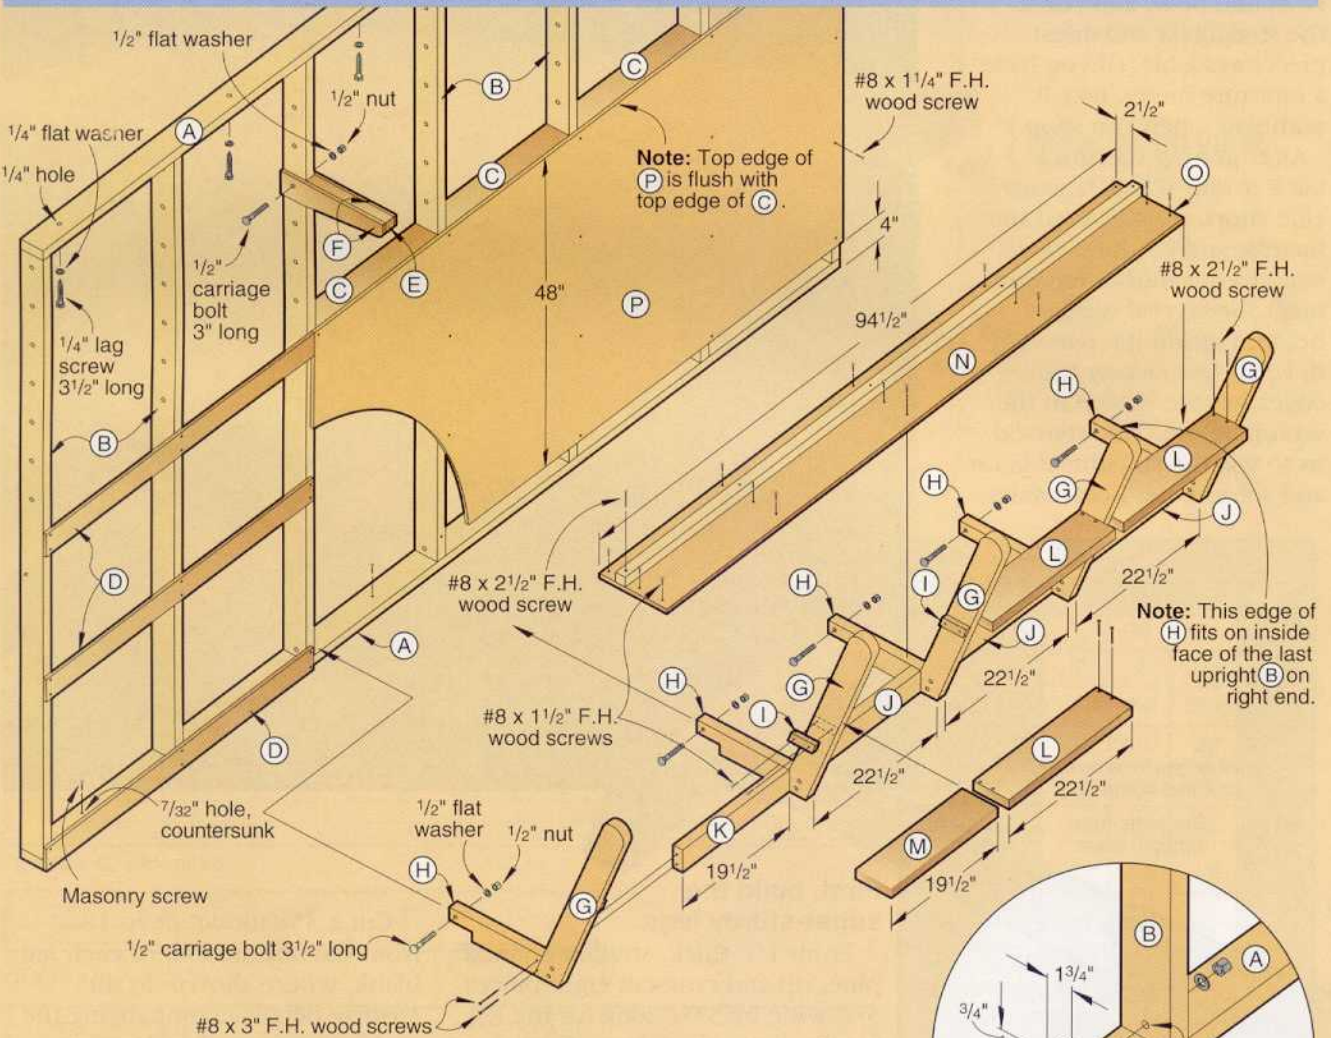 1/2" flat washer
1/2" nut
1/4" flat washer
A
1/4" hole
B
C
C
#8 x 1 1/4" F.H.
wood screw
2 1/2"
Note: Top edge of
P is flush with
top edge of C.
O
4"
F
E
C
1/2"
carriage
bolt
3" long
48"
P
#8 x 2 1/2" F.H.
wood screw
94 1/2"
1/4" lag
screw
3 1/2" long
B
N
G
H
L
G
J
H
D
#8 x 2 1/2" F.H.
wood screw
H
I
G
L
22 1/2"
Note: This edge of
H fits on inside
face of the last
upright B on
right end.
A
J
22 1/2"
H
G
J
I
#8 x 1 1/2" F.H.
wood screws
D
L
22 1/2"
22 1/2"
7/32" hole,
countersunk
1/2" flat
washer
1/2" nut
K
M
19 1/2"
19 1/2"
H
Masonry screw
G
1/2" carriage bolt 3 1/2" long
#8 x 3" F.H. wood screws
B
A
1 3/4"
3/4"